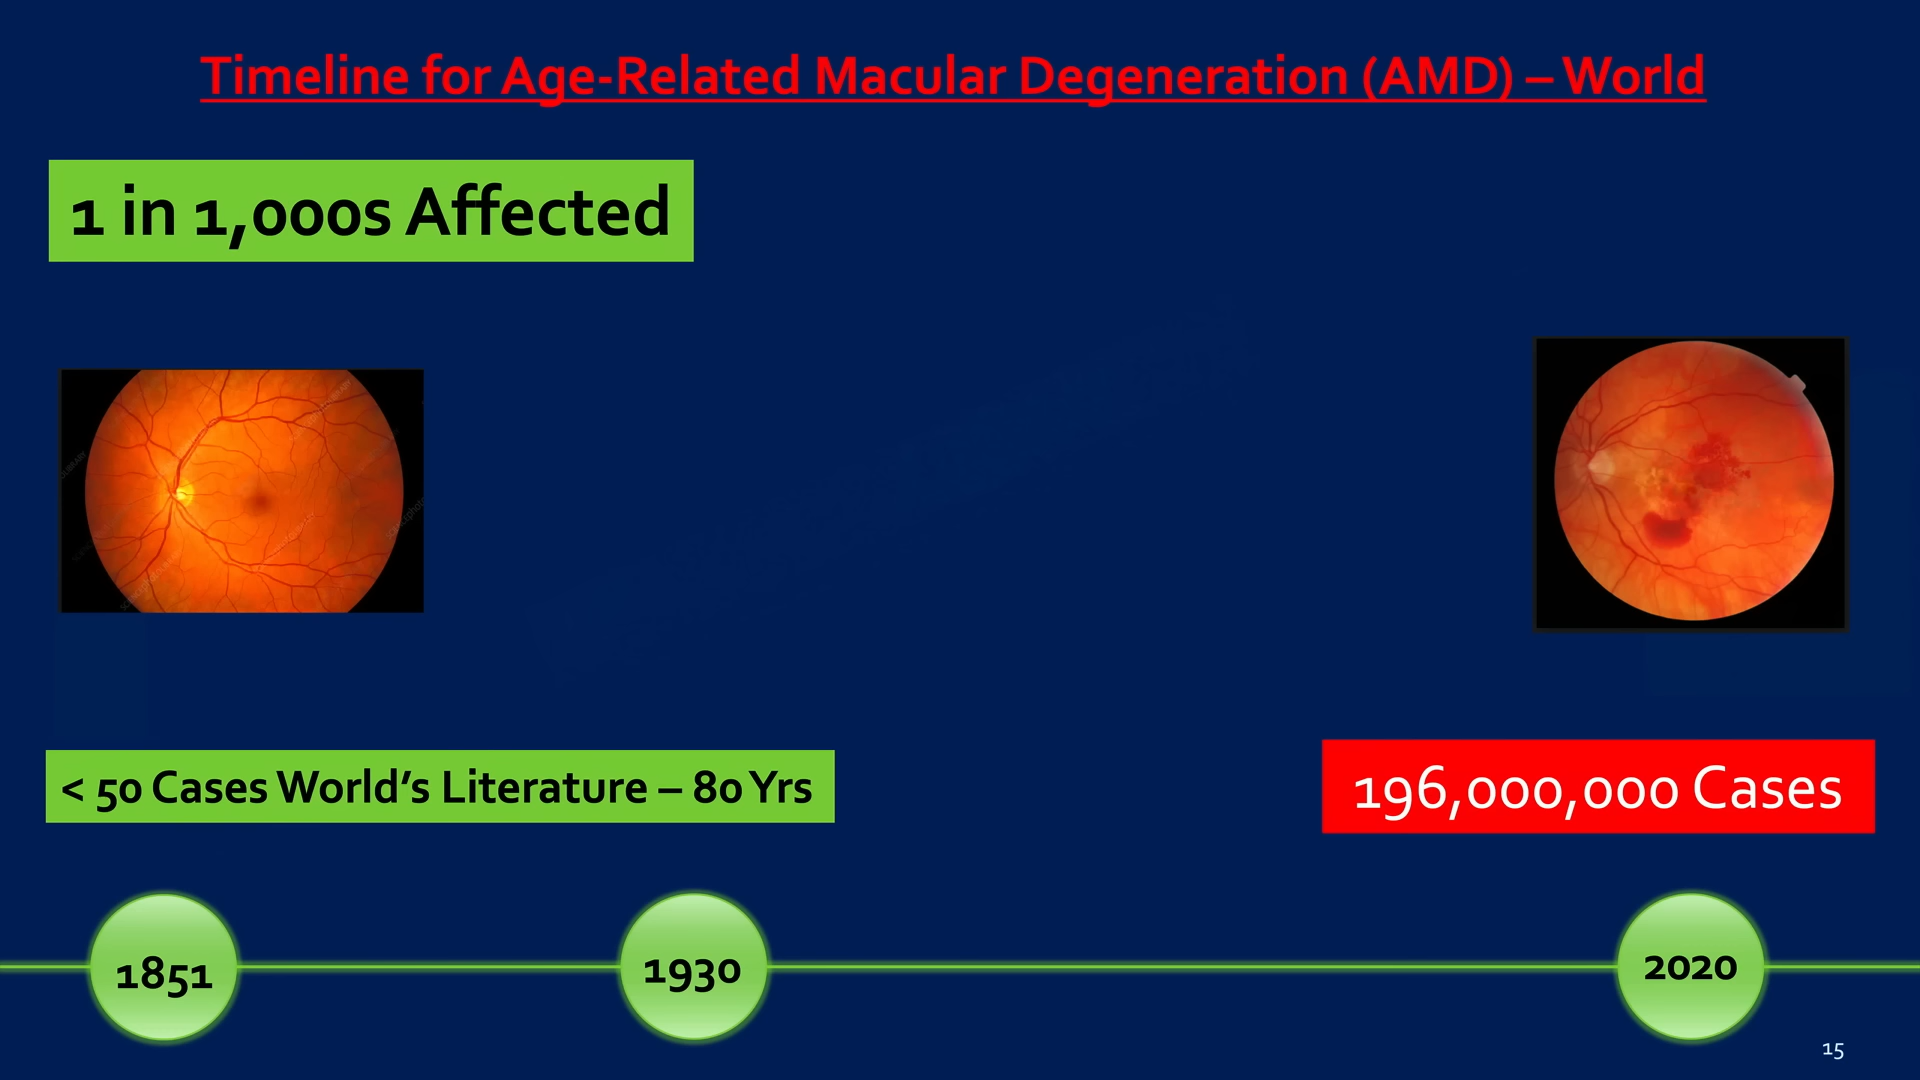 Timeline for Age-Related Macular Degeneration (AMD) – World
1 in 1,000s Affected
< 50 Cases World's Literature – 80 Yrs
196,000,000 Cases
1851
1930
2020
15